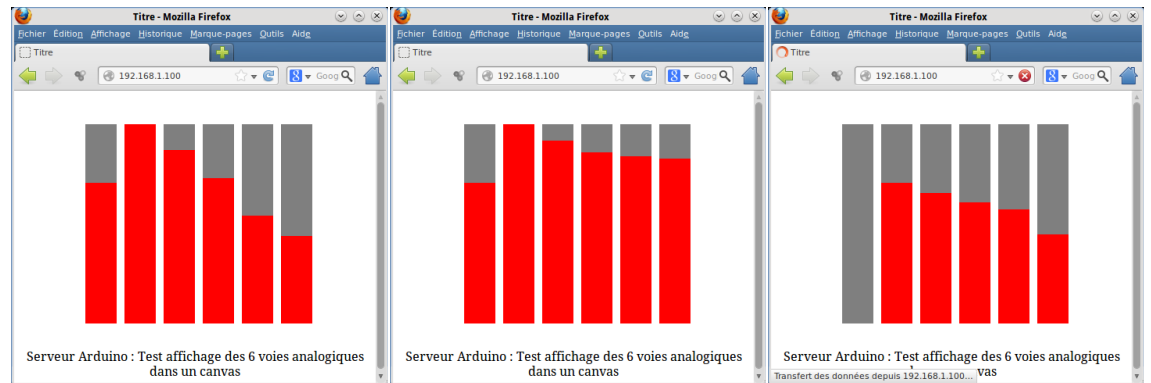 Titre - Mozilla Firefox
Fichier Edition Affichage Historique Marque-pages Outils Aide
Titre
192.168.1.100
Goog
Serveur Arduino : Test affichage des 6 voies analogiques
dans un canvas
Titre - Mozilla Firefox
Fichier Edition Affichage Historique Marque-pages Outils Aide
Titre
192.168.1.100
Goog
Serveur Arduino : Test affichage des 6 voies analogiques
dans un canvas
Titre - Mozilla Firefox
Fichier Edition Affichage Historique Marque-pages Outils Aide
Titre
192.168.1.100
Goog
Serveur Arduino : Test affichage des 6 voies analogiques
vas
Transfert des données depuis 192.168.1.100...